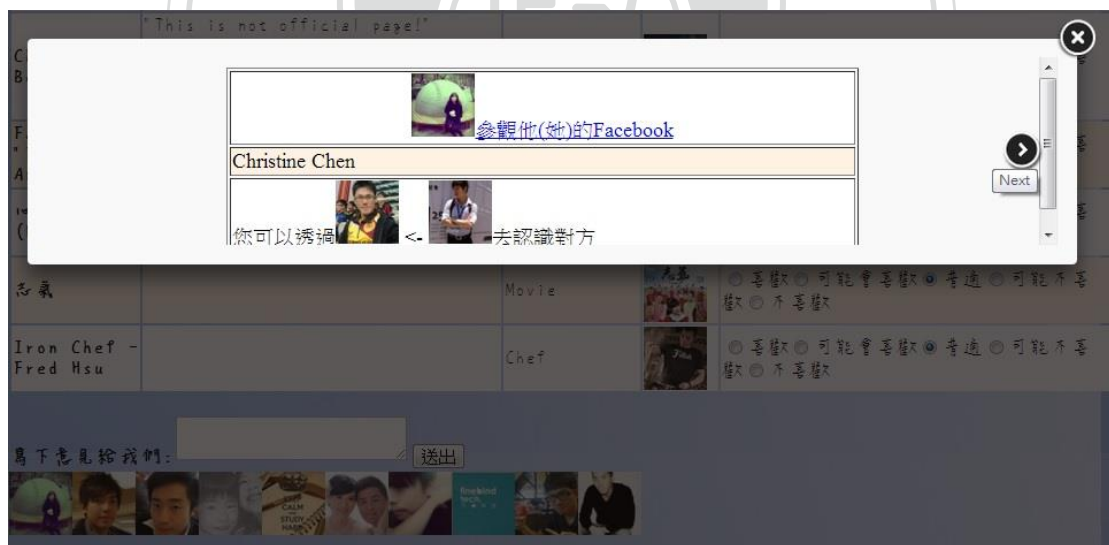 "This is not official page!"
參觀他(她)的Facebook
Christine Chen
您可以透過 <- 去認識對方
Next
志氣 Movie 喜歡 可能會喜歡 普通 可能不喜
歡 不喜歡
Iron Chef - Chef 喜歡 可能會喜歡 普通 可能不喜
Fred Hsu 歡 不喜歡
寫下意見給我們: 送出